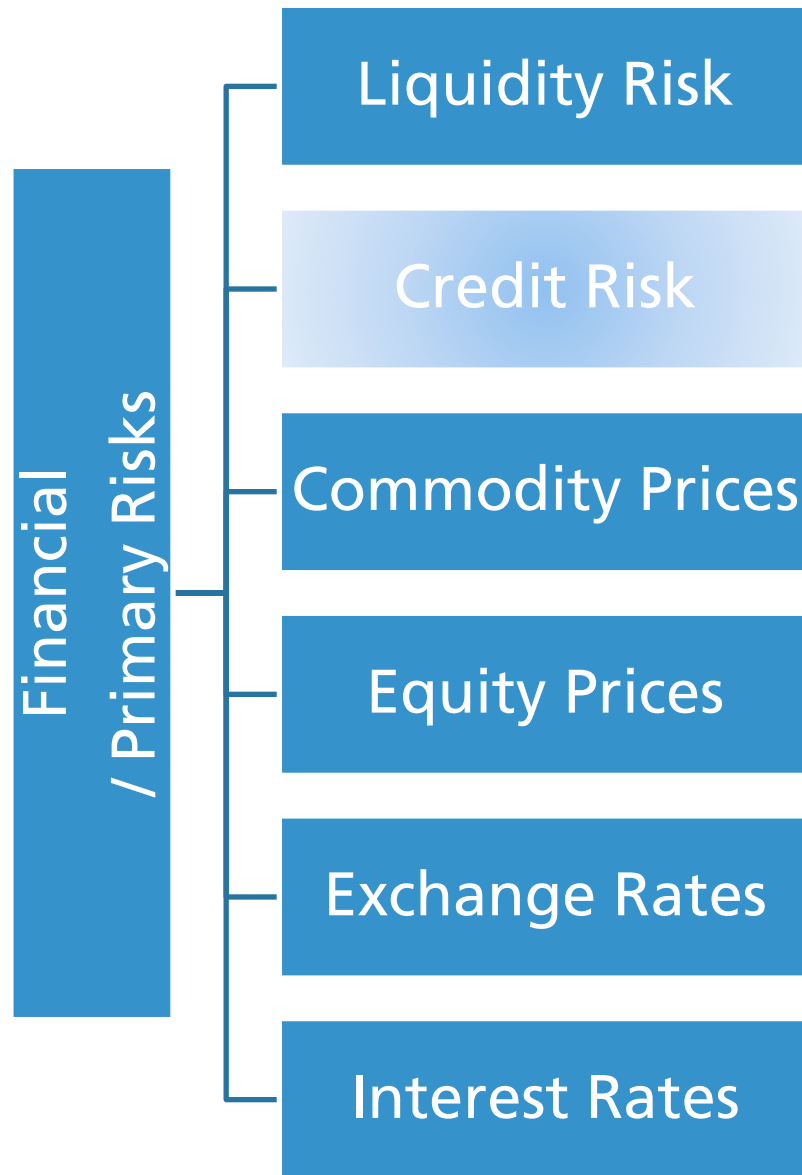 Financial
/ Primary Risks
Liquidity Risk
Credit Risk
Commodity Prices
Equity Prices
Exchange Rates
Interest Rates